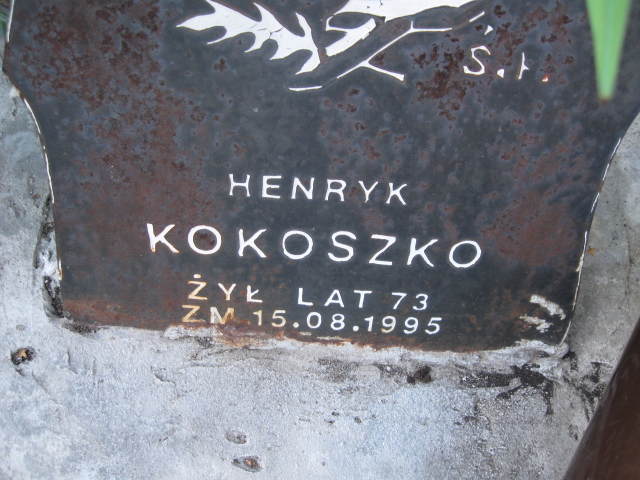 Ś.P.
HENRYK
KOKOSZKO
ŻYŁ LAT 73
ZM 15.08.1995